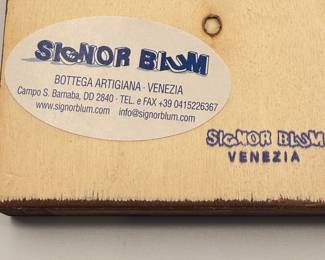 SIGNOR BLUM
BOTTEGA ARTIGIANA · VENEZIA
Campo S. Barnaba, DD 2840 · TEL. e FAX +39 0415226367
www.signorblum.com info@signorblum.com
SIGNOR BLUM
VENEZIA